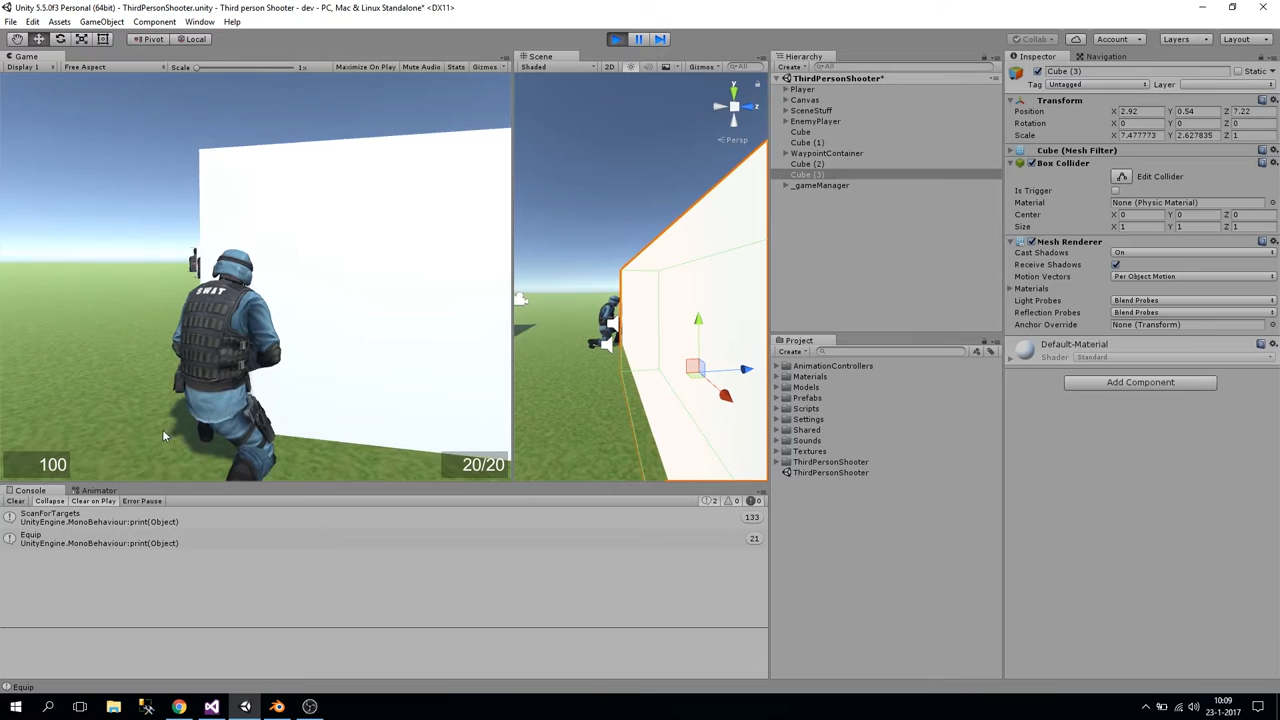 Unity 5.5.0f3 Personal (64bit) - ThirdPersonShooter.unity - Third person Shooter - dev - PC, Mac & Linux Standalone* <DX11>
File Edit Assets GameObject Component Window Help
Pivot Local Collab Account Layers Layout
Game Scene Hierarchy Inspector Navigation
Display 1 Free Aspect Scale 1x Maximize On Play Mute Audio Stats Gizmos Shaded 2D Gizmos All Create All
Cube (3) Static
ThirdPersonShooter*
Tag Untagged Layer
Player
Canvas
SceneStuff
EnemyPlayer
Cube
Cube (1)
WaypointContainer
Cube (2)
Cube (3)
_gameManager
Transform
Position X 2.92 Y 0.54 Z 7.22
Rotation X 0 Y 0 Z 0
Scale X 7.477773 Y 2.627835 Z 1
Cube (Mesh Filter)
Box Collider
Edit Collider
Is Trigger
Material None (Physic Material)
Center X 0 Y 0 Z 0
Size X 1 Y 1 Z 1
Mesh Renderer
Cast Shadows On
Receive Shadows
Motion Vectors Per Object Motion
Materials
Light Probes Blend Probes
Reflection Probes Blend Probes
Anchor Override None (Transform)
Default-Material
Shader Standard
Add Component
y
z
Persp
SWAT
100
20/20
Project
Create
AnimationControllers
Materials
Models
Prefabs
Scripts
Settings
Shared
Sounds
Textures
ThirdPersonShooter
ThirdPersonShooter
Console Animator
Clear Collapse Clear on Play Error Pause 2 0 0
ScanForTargets
UnityEngine.MonoBehaviour:print(Object) 133
Equip
UnityEngine.MonoBehaviour:print(Object) 21
Equip
10:09
23-1-2017